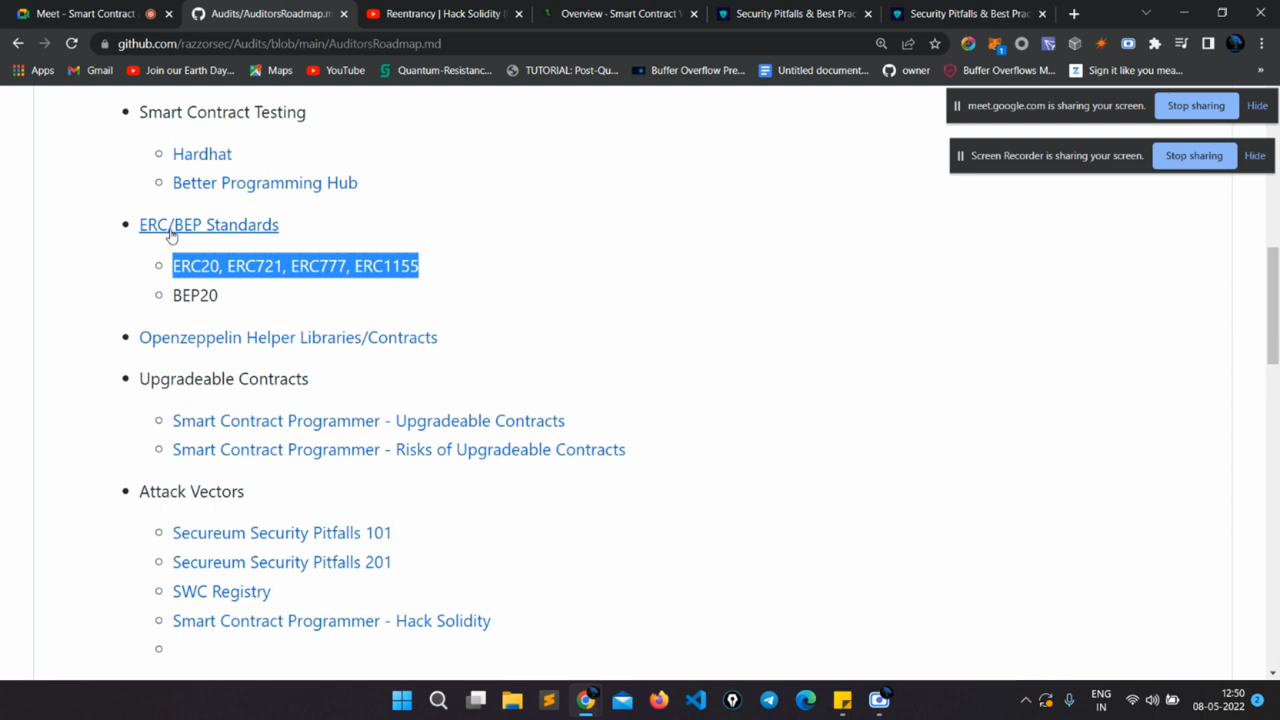 Meet - Smart Contract
Audits/AuditorsRoadmap.m
Reentrancy | Hack Solidity (
Overview - Smart Contract
Security Pitfalls & Best Prac
Security Pitfalls & Best Prac
github.com/razzorsec/Audits/blob/main/AuditorsRoadmap.md
Apps
Gmail
Join our Earth Day...
Maps
YouTube
Quantum-Resistanc...
TUTORIAL: Post-Qu...
Buffer Overflow Pre...
Untitled document...
owner
Buffer Overflows M...
Sign it like you mea...
»
meet.google.com is sharing your screen. Stop sharing Hide
Screen Recorder is sharing your screen. Stop sharing Hide
Smart Contract Testing
Hardhat
Better Programming Hub
ERC/BEP Standards
ERC20, ERC721, ERC777, ERC1155
BEP20
Openzeppelin Helper Libraries/Contracts
Upgradeable Contracts
Smart Contract Programmer - Upgradeable Contracts
Smart Contract Programmer - Risks of Upgradeable Contracts
Attack Vectors
Secureum Security Pitfalls 101
Secureum Security Pitfalls 201
SWC Registry
Smart Contract Programmer - Hack Solidity
ENG
IN
12:50
08-05-2022
2